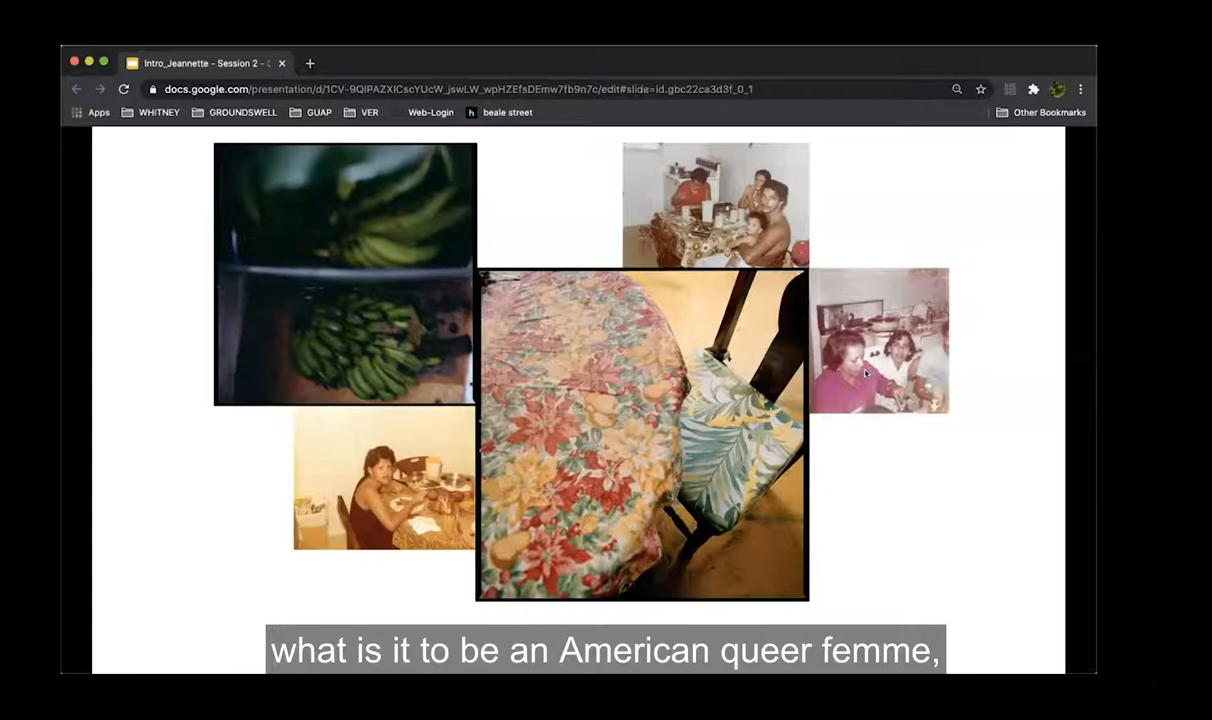 Intro_Jeannette - Session 2 - G
docs.google.com/presentation/d/1CV-9QIPAZXICscYUcW_jswLW_wpHZEfsDEmw7fb9n7c/edit#slide=id.gbc22ca3d3f_0_1
Apps WHITNEY GROUNDSWELL GUAP VER Web-Login h beale street Other Bookmarks
what is it to be an American queer femme,